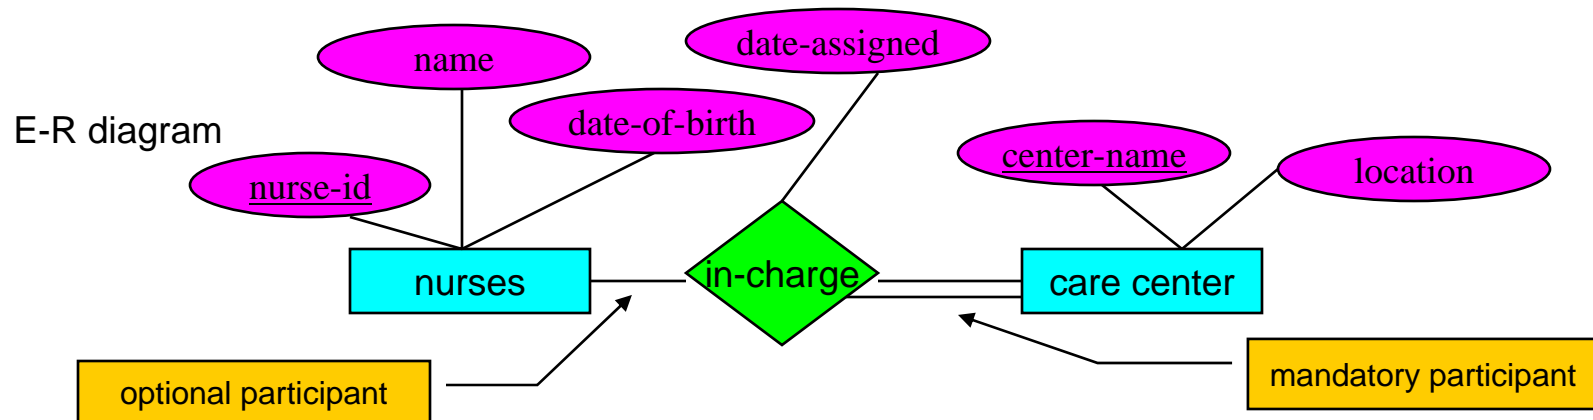 date-assigned
name
date-of-birth
E-R diagram
center-name
location
nurse-id
nurses
in-charge
care center
optional participant
mandatory participant